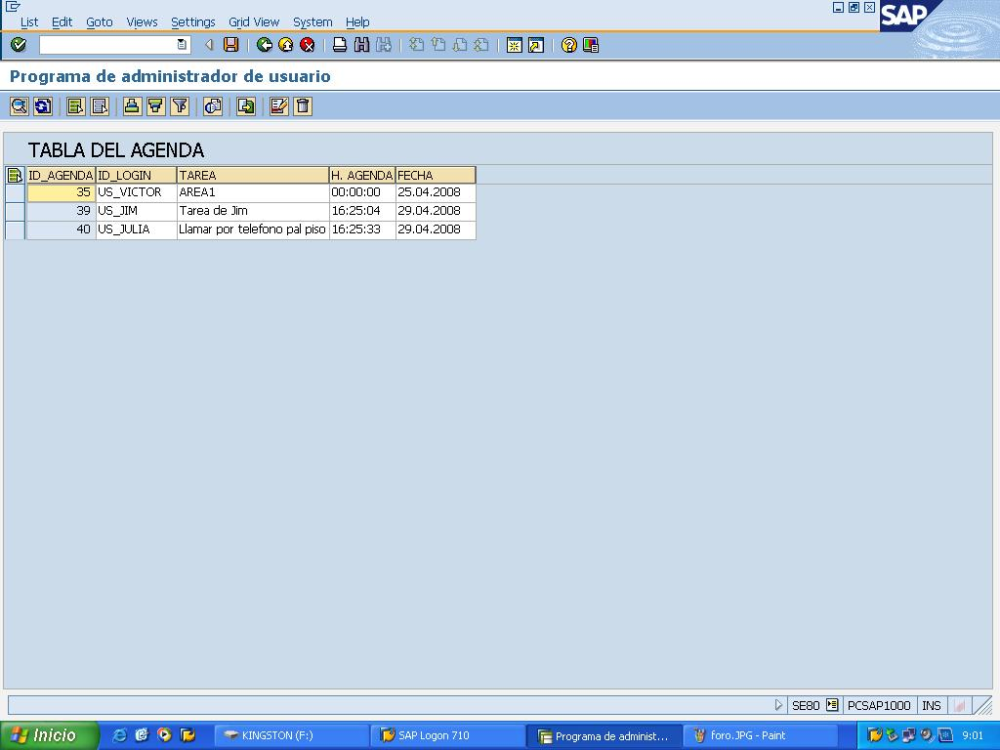 List Edit Goto Views Settings Grid View System Help
SAP
Programa de administrador de usuario
TABLA DEL AGENDA
ID_AGENDA ID_LOGIN TAREA H. AGENDA FECHA
35 US_VICTOR AREA1 00:00:00 25.04.2008
39 US_JIM Tarea de Jim 16:25:04 29.04.2008
40 US_JULIA Llamar por telefono pal piso 16:25:33 29.04.2008
SE80 PCSAP1000 INS
Inicio KINGSTON (F:) SAP Logon 710 Programa de administ... foro.JPG - Paint 9:01